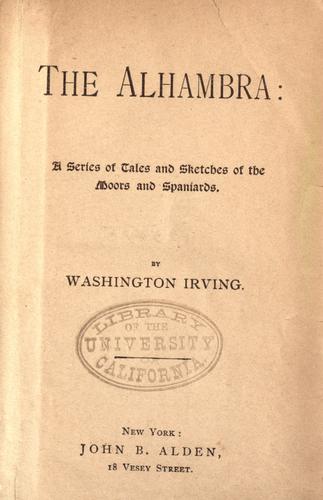 THE ALHAMBRA:
A Series of Tales and Sketches of the
Moors and Spaniards.
BY
WASHINGTON IRVING.
LIBRARY
OF THE
UNIVERSITY
OF
CALIFORNIA.
NEW YORK:
JOHN B. ALDEN,
18 VESEY STREET.